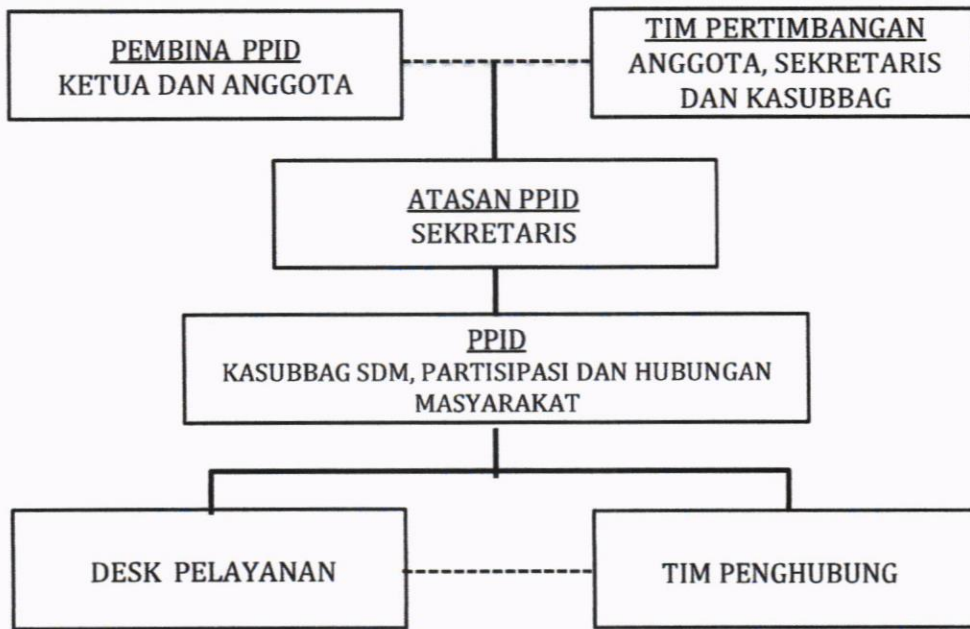 PEMBINA PPID
KETUA DAN ANGGOTA
TIM PERTIMBANGAN
ANGGOTA, SEKRETARIS
DAN KASUBBAG
ATASAN PPID
SEKRETARIS
PPID
KASUBBAG SDM, PARTISIPASI DAN HUBUNGAN
MASYARAKAT
DESK PELAYANAN
TIM PENGHUBUNG